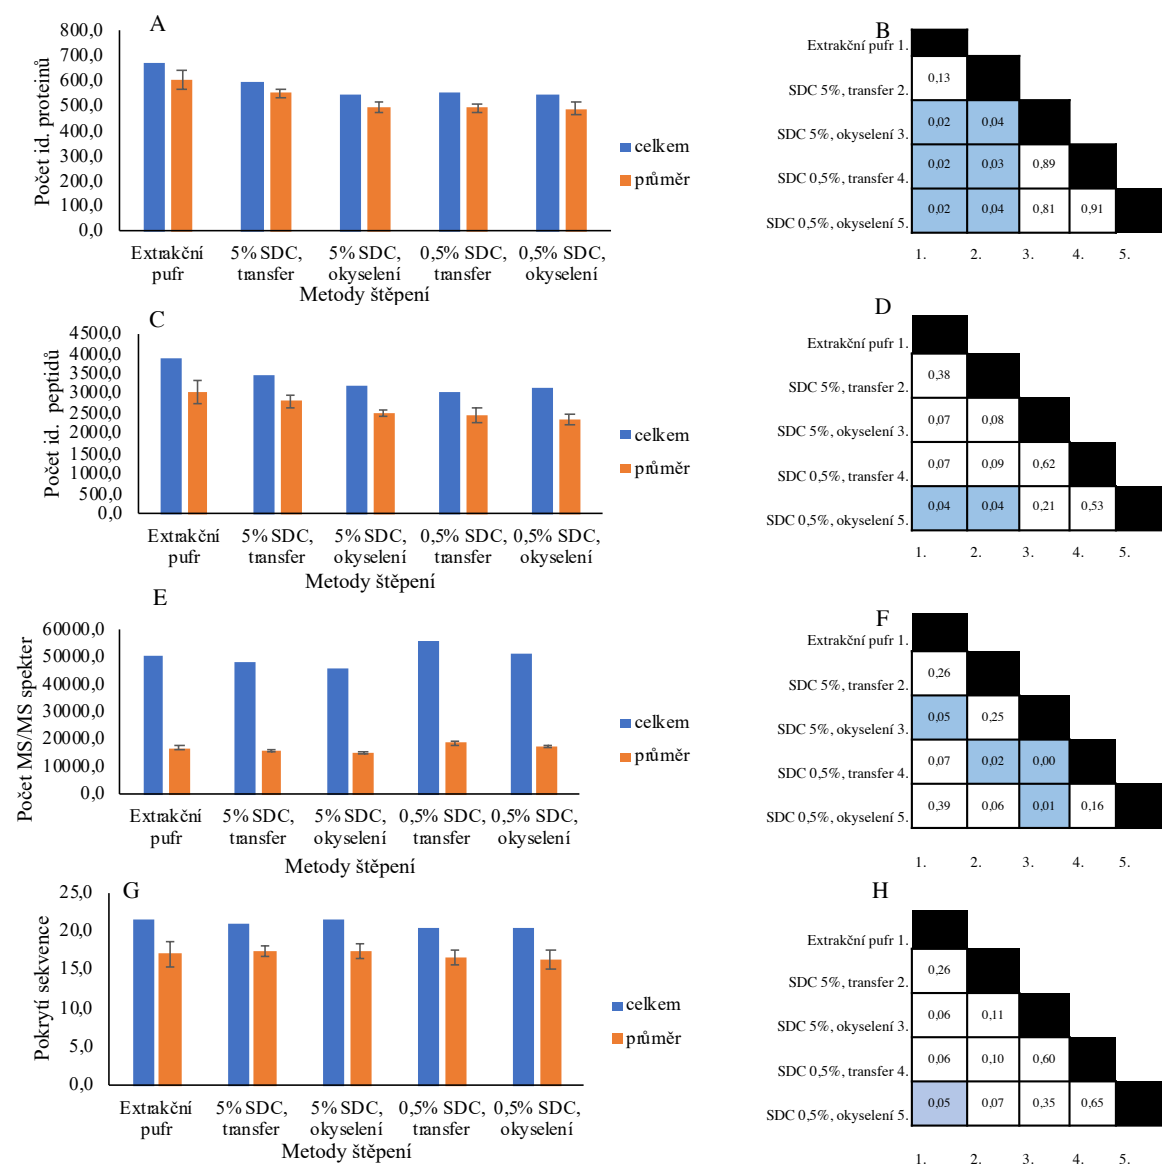 A
800,0
700,0
600,0
500,0
400,0
300,0
200,0
100,0
0,0
Počet id. proteinů
Extrakční pufr
5% SDC, transfer
5% SDC, okyselení
0,5% SDC, transfer
0,5% SDC, okyselení
Metody štěpení
celkem
průměr
B
Extrakční pufr 1.
SDC 5%, transfer 2.
0,13
SDC 5%, okyselení 3.
0,02 0,04
SDC 0,5%, transfer 4.
0,02 0,03 0,89
SDC 0,5%, okyselení 5.
0,02 0,04 0,81 0,91
1. 2. 3. 4. 5.
C
4500,0
4000,0
3500,0
3000,0
2500,0
2000,0
1500,0
1000,0
500,0
0,0
Počet id. peptidů
Extrakční pufr
5% SDC, transfer
5% SDC, okyselení
0,5% SDC, transfer
0,5% SDC, okyselení
Metody štěpení
celkem
průměr
D
Extrakční pufr 1.
0,38
SDC 5%, transfer 2.
0,07 0,08
SDC 5%, okyselení 3.
0,07 0,09 0,62
SDC 0,5%, transfer 4.
0,04 0,04 0,21 0,53
SDC 0,5%, okyselení 5.
1. 2. 3. 4. 5.
E
60000,0
50000,0
40000,0
30000,0
20000,0
10000,0
0,0
Počet MS/MS spekter
Extrakční pufr
5% SDC, transfer
5% SDC, okyselení
0,5% SDC, transfer
0,5% SDC, okyselení
Metody štěpení
celkem
průměr
F
Extrakční pufr 1.
0,26
SDC 5%, transfer 2.
0,05 0,25
SDC 5%, okyselení 3.
0,07 0,02 0,00
SDC 0,5%, transfer 4.
0,39 0,06 0,01 0,16
SDC 0,5%, okyselení 5.
1. 2. 3. 4. 5.
G
25,0
20,0
15,0
10,0
5,0
0,0
Pokrytí sekvence
Extrakční pufr
5% SDC, transfer
5% SDC, okyselení
0,5% SDC, transfer
0,5% SDC, okyselení
Metody štěpení
celkem
průměr
H
Extrakční pufr 1.
0,26
SDC 5%, transfer 2.
0,06 0,11
SDC 5%, okyselení 3.
0,06 0,10 0,60
SDC 0,5%, transfer 4.
0,05 0,07 0,35 0,65
SDC 0,5%, okyselení 5.
1. 2. 3. 4. 5.